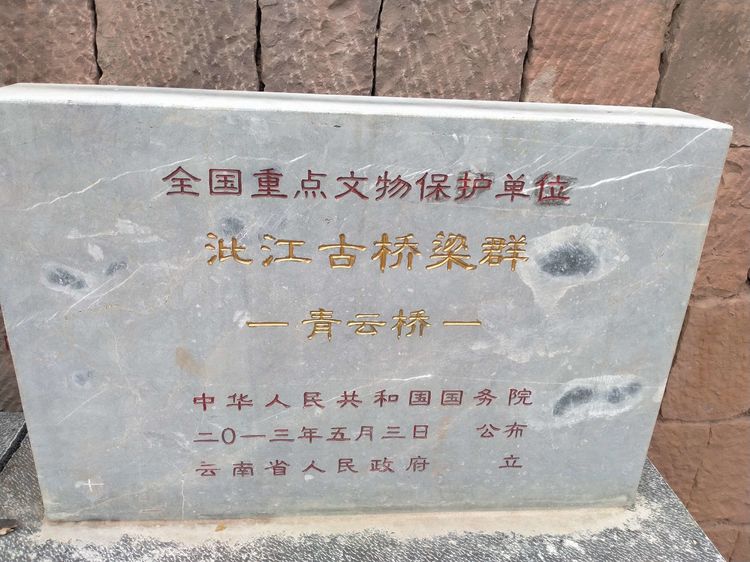 全国重点文物保护单位
沘江古桥梁群
—青云桥—
中华人民共和国国务院
二〇一三年五月三日 公布
云南省人民政府 立